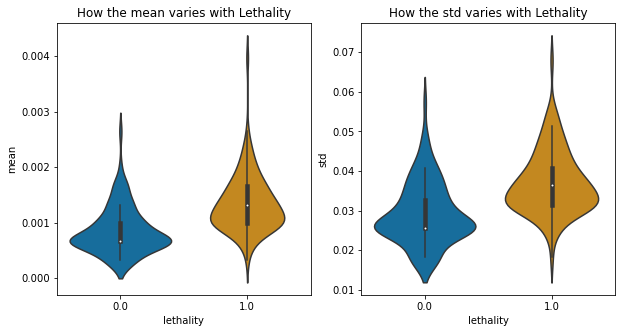 How the mean varies with Lethality
0.004
0.003
0.002
0.001
0.000
mean
0.0
1.0
lethality
How the std varies with Lethality
0.07
0.06
0.05
0.04
0.03
0.02
0.01
std
0.0
1.0
lethality